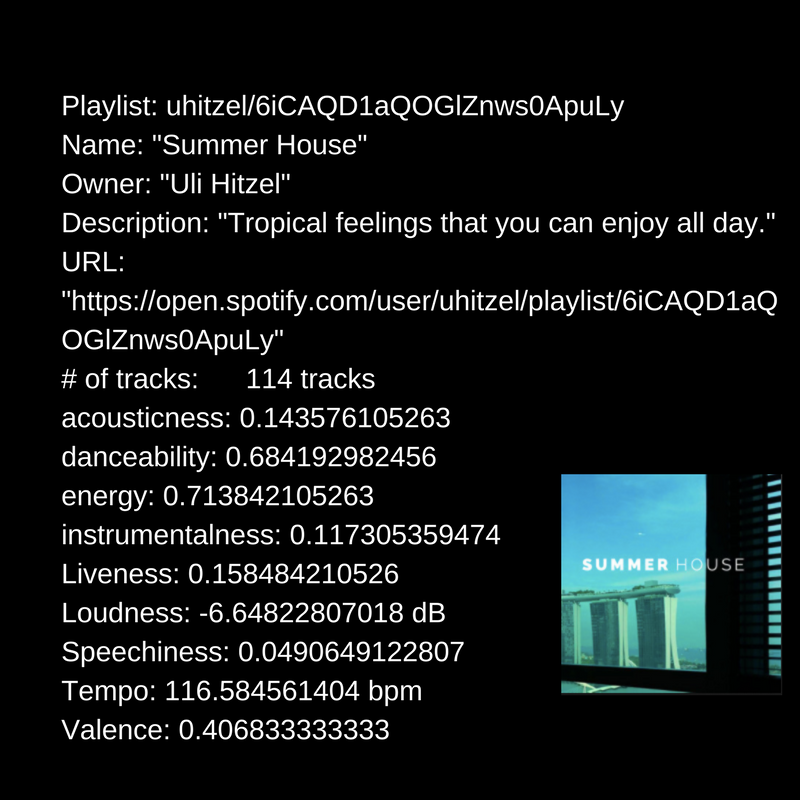 Playlist: uhitzel/6iCAQD1aQOGlZnws0ApuLy
Name: "Summer House"
Owner: "Uli Hitzel"
Description: "Tropical feelings that you can enjoy all day."
URL:
"https://open.spotify.com/user/uhitzel/playlist/6iCAQD1aQ
OGlZnws0ApuLy"
# of tracks: 114 tracks
acousticness: 0.143576105263
danceability: 0.684192982456
energy: 0.713842105263
instrumentalness: 0.117305359474
Liveness: 0.158484210526
Loudness: -6.64822807018 dB
Speechiness: 0.0490649122807
Tempo: 116.584561404 bpm
Valence: 0.406833333333
SUMMER HOUSE